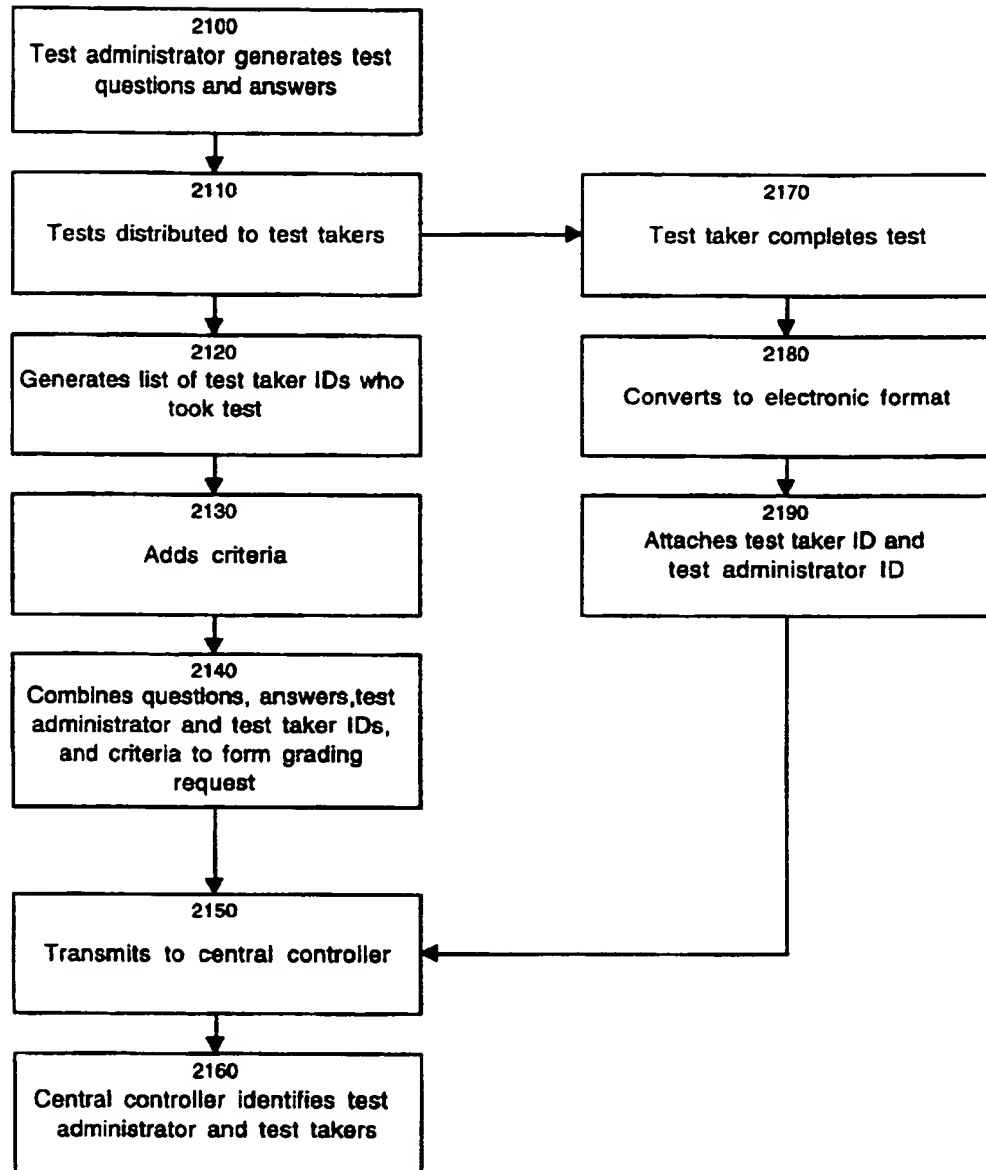 2100
Test administrator generates test
questions and answers
2110
Tests distributed to test takers
2120
Generates list of test taker IDs who
took test
2130
Adds criteria
2140
Combines questions, answers,test
administrator and test taker IDs,
and criteria to form grading
request
2150
Transmits to central controller
2160
Central controller identifies test
administrator and test takers
2170
Test taker completes test
2180
Converts to electronic format
2190
Attaches test taker ID and
test administrator ID